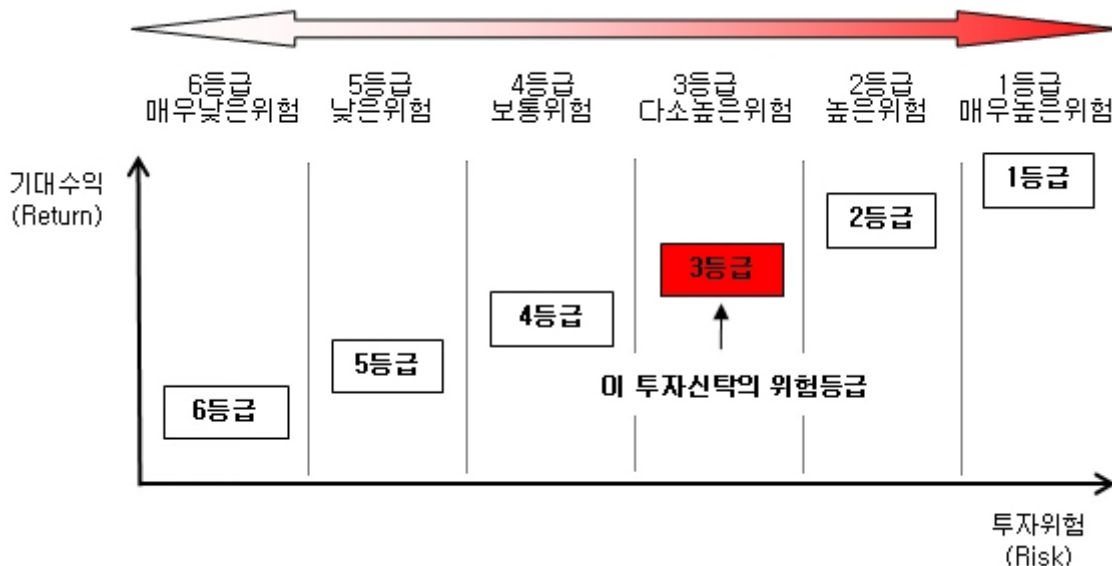 6등급 5등급 4등급 3등급 2등급 1등급
매우낮은위험 낮은위험 보통위험 다소높은위험 높은위험 매우높은위험
기대수익
(Return)
1등급
2등급
3등급
4등급
5등급
이 투자신탁의 위험등급
6등급
투자위험
(Risk)